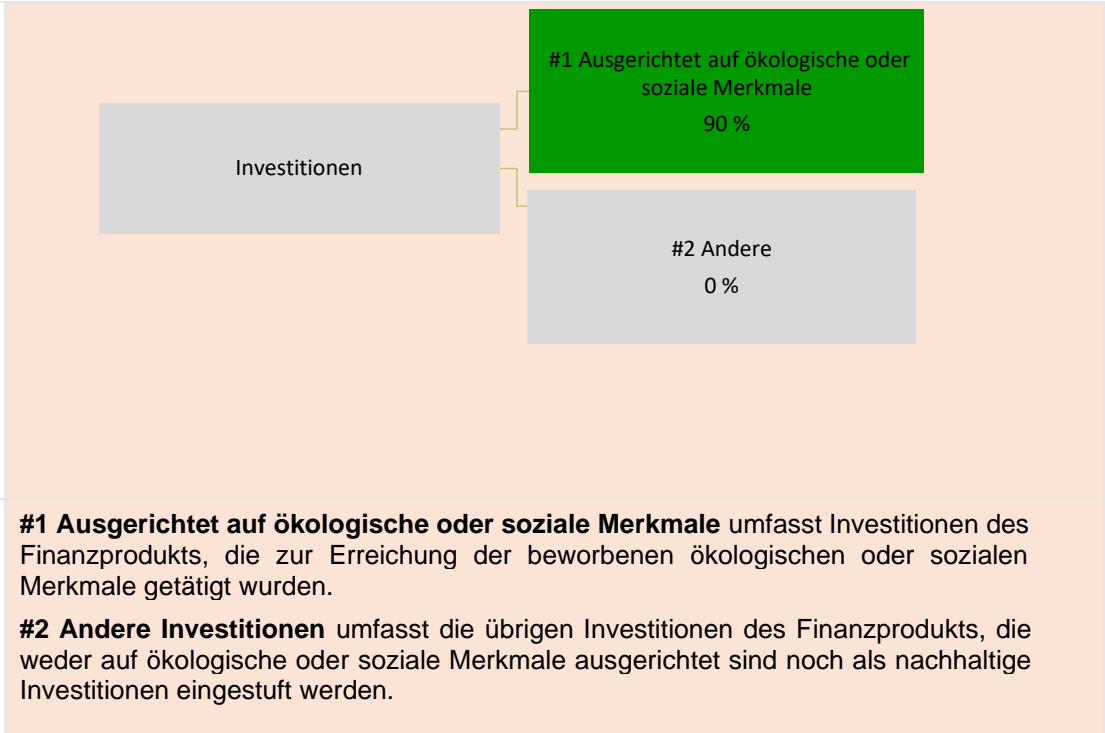 #1 Ausgerichtet auf ökologische oder
soziale Merkmale
90 %
Investitionen
#2 Andere
0 %
#1 Ausgerichtet auf ökologische oder soziale Merkmale umfasst Investitionen des
Finanzprodukts, die zur Erreichung der beworbenen ökologischen oder sozialen
Merkmale getätigt wurden.
#2 Andere Investitionen umfasst die übrigen Investitionen des Finanzprodukts, die
weder auf ökologische oder soziale Merkmale ausgerichtet sind noch als nachhaltige
Investitionen eingestuft werden.